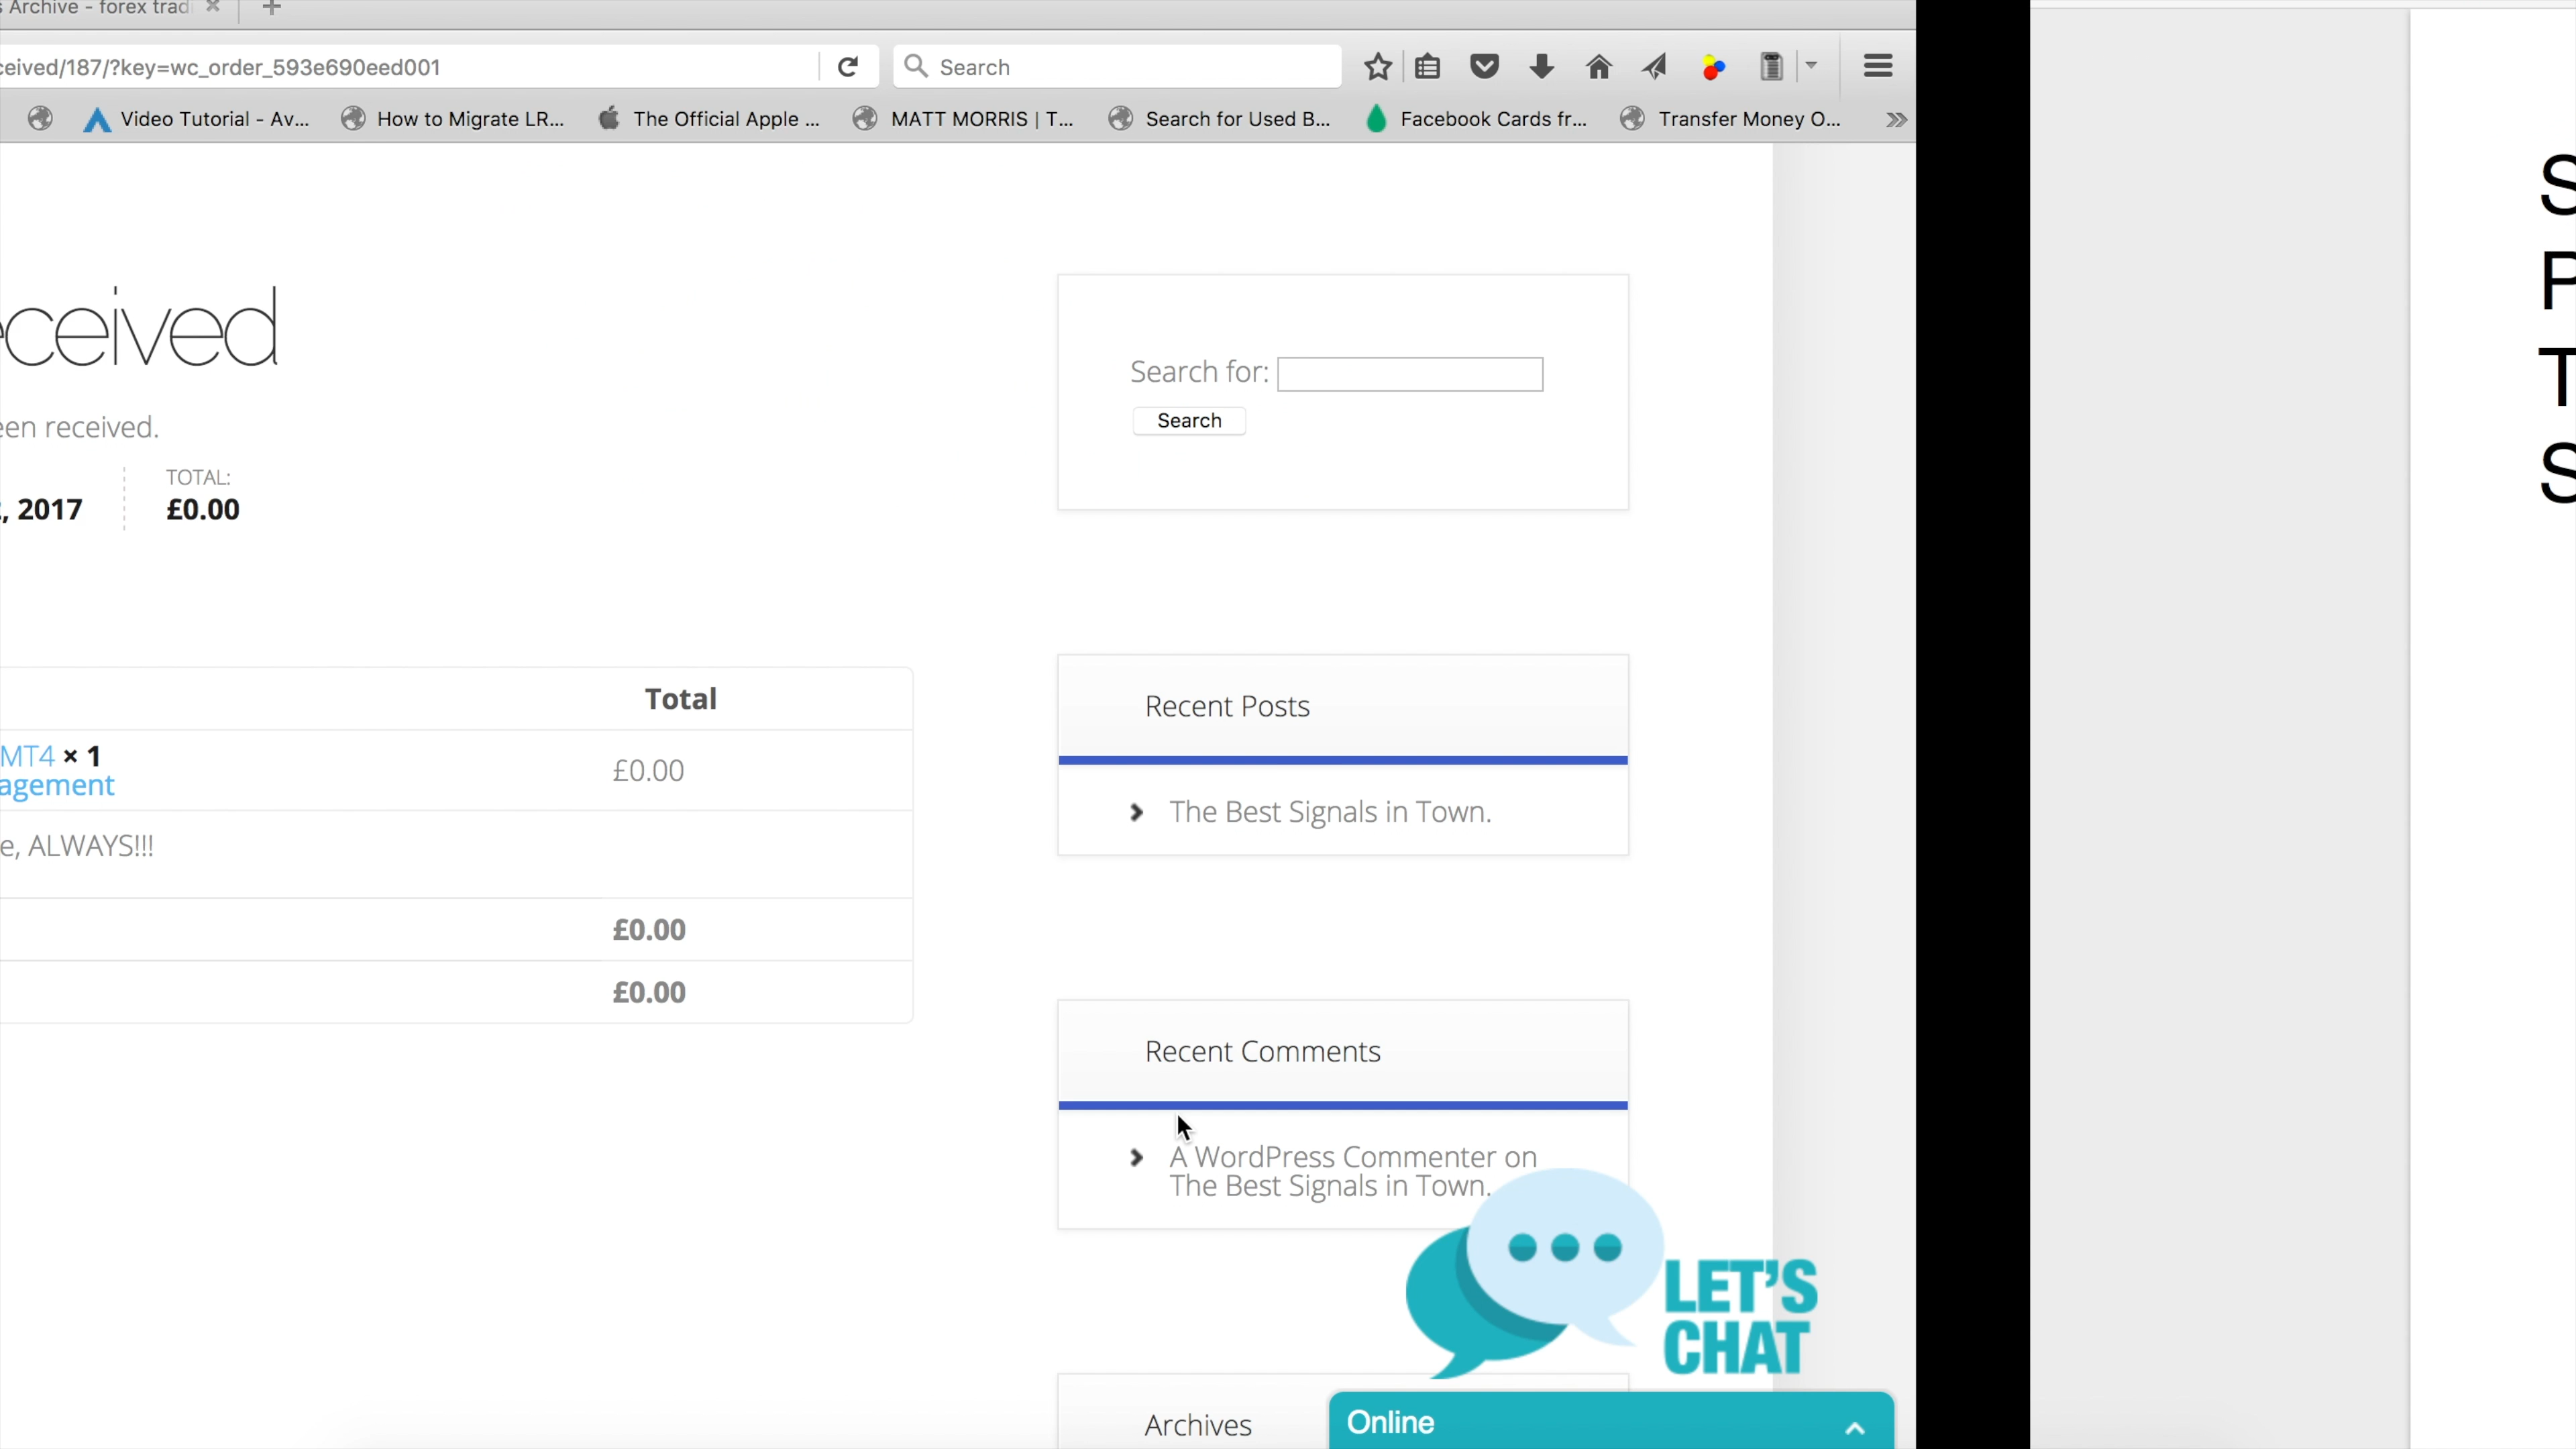 s Archive - forex trad
ceived/187/?key=wc_order_593e690eed001
Search
Video Tutorial - Av...
How to Migrate LR...
The Official Apple ...
MATT MORRIS | T...
Search for Used B...
Facebook Cards fr...
Transfer Money O...
eceived
een received.
, 2017
TOTAL:
£0.00
Total
MT4 × 1
agement
£0.00
e, ALWAYS!!!
£0.00
£0.00
Search for:
Search
Recent Posts
The Best Signals in Town.
Recent Comments
A WordPress Commenter on
The Best Signals in Town.
LET'S
CHAT
Archives
Online
S
P
T
S